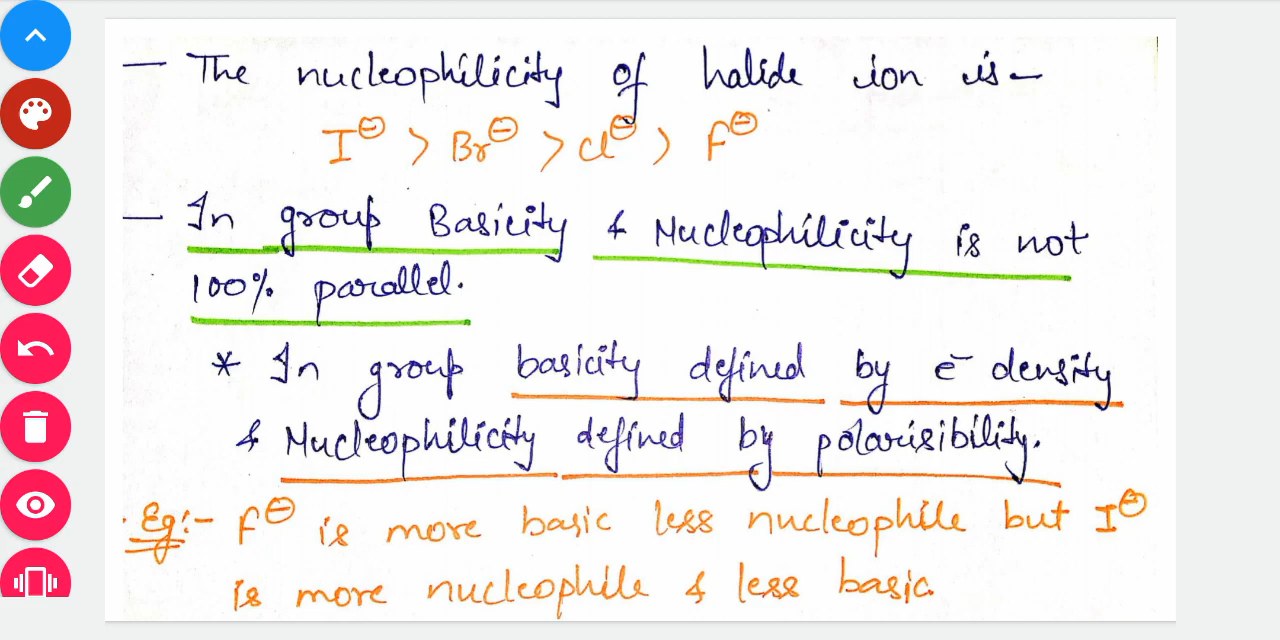 – The nucleophilicity of halide ion is –
I⊖ > Br⊖ > Cl⊖ > F⊖
– In group Basicity & Nucleophilicity is not
100% parallel.
* In group basicity defined by e⁻ density
& Nucleophilicity defined by polarisibility.
Eg:- F⊖ is more basic less nucleophile but I⊖
is more nucleophile & less basic.